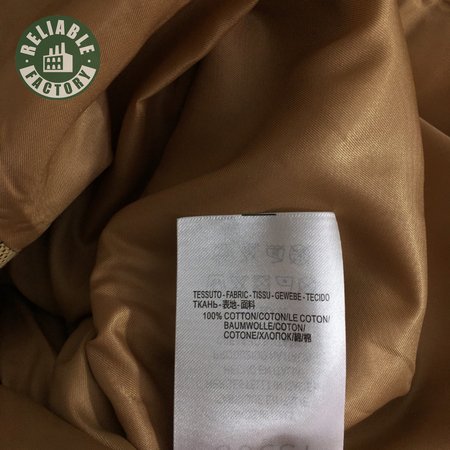 RELIABLE
FACTORY
TESSUTO - FABRIC - TISSU - GEWEBE - TECIDO
ТКАНЬ - 表地 - 面料
100% COTTON/COTON/LE COTON/
BAUMWOLLE/COTON/
COTONE/ХЛОПОК/綿/棉